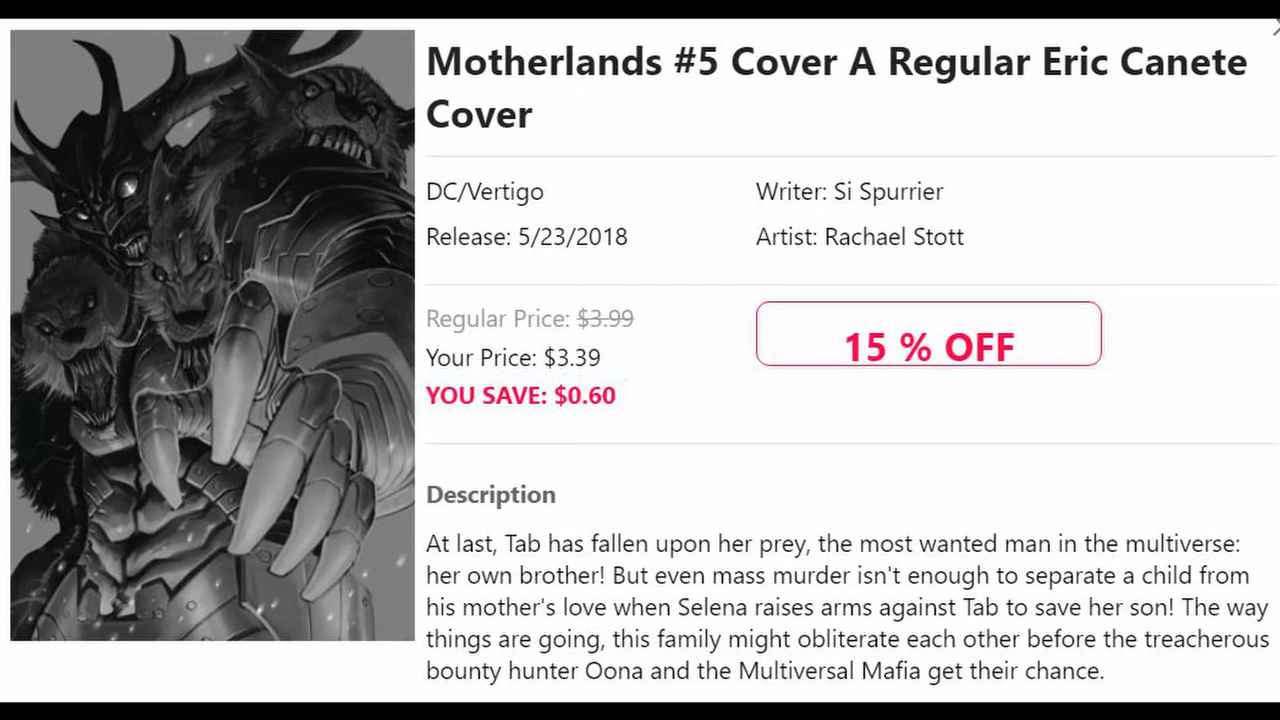 Motherlands #5 Cover A Regular Eric Canete
Cover
DC/Vertigo
Writer: Si Spurrier
Release: 5/23/2018
Artist: Rachael Stott
Regular Price: $3.99
15 % OFF
Your Price: $3.39
YOU SAVE: $0.60
Description
At last, Tab has fallen upon her prey, the most wanted man in the multiverse:
her own brother! But even mass murder isn't enough to separate a child from
his mother's love when Selena raises arms against Tab to save her son! The way
things are going, this family might obliterate each other before the treacherous
bounty hunter Oona and the Multiversal Mafia get their chance.